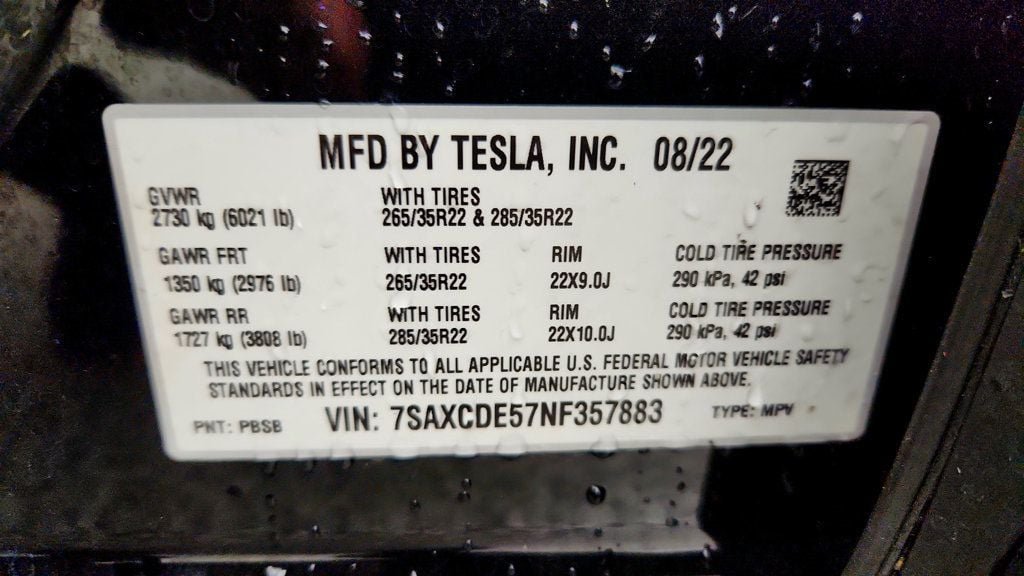 MFD BY TESLA, INC. 08/22
GVWR WITH TIRES
2730 kg (6021 lb) 265/35R22 & 285/35R22
GAWR FRT WITH TIRES RIM COLD TIRE PRESSURE
1350 kg (2976 lb) 265/35R22 22X9.0J 290 kPa, 42 psi
GAWR RR WITH TIRES RIM COLD TIRE PRESSURE
1727 kg (3808 lb) 285/35R22 22X10.0J 290 kPa, 42 psi
THIS VEHICLE CONFORMS TO ALL APPLICABLE U.S. FEDERAL MOTOR VEHICLE SAFETY
STANDARDS IN EFFECT ON THE DATE OF MANUFACTURE SHOWN ABOVE.
PNT: PBSB VIN: 7SAXCDE57NF357883 TYPE: MPV